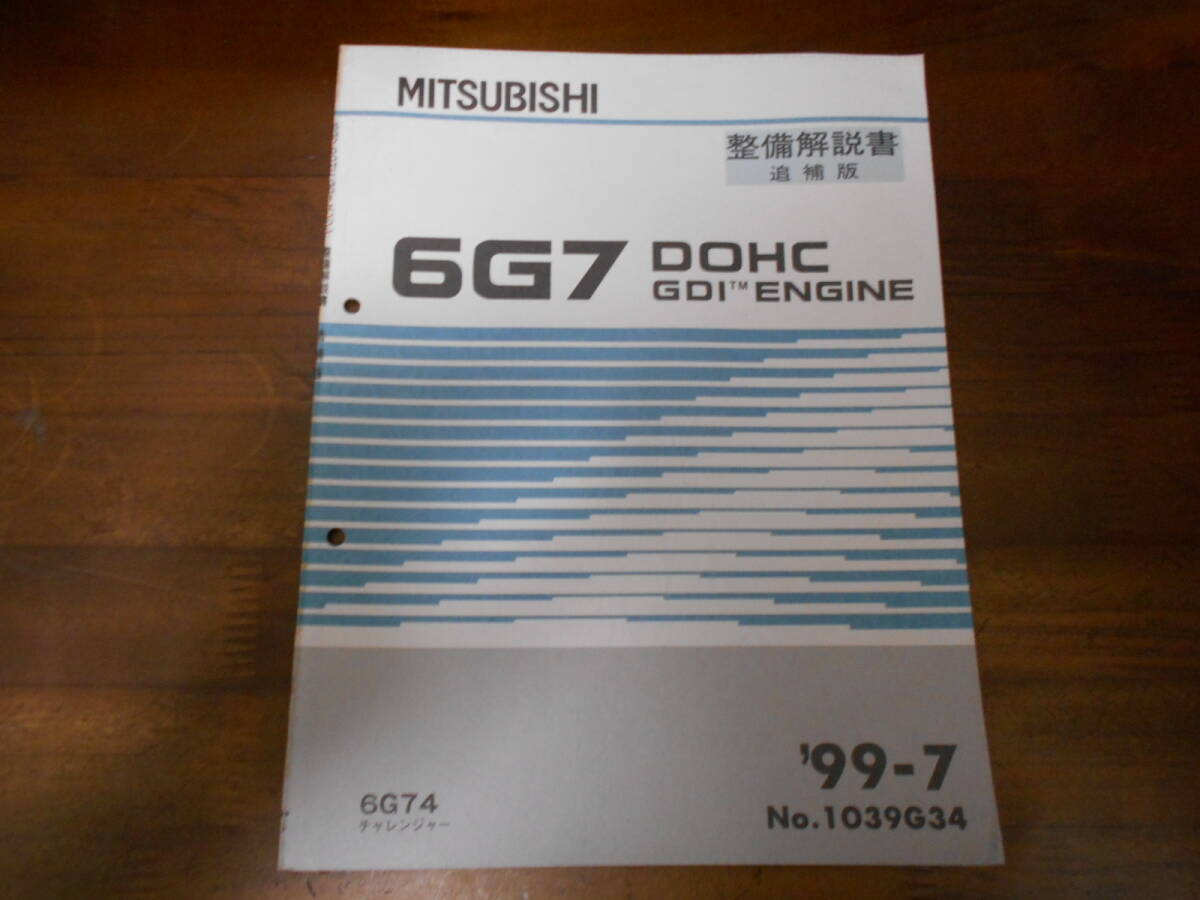 MITSUBISHI
整備解説書
追補版
6G7 DOHC
GDI™ ENGINE
'99-7
No.1039G34
6G74
チャレンジャー